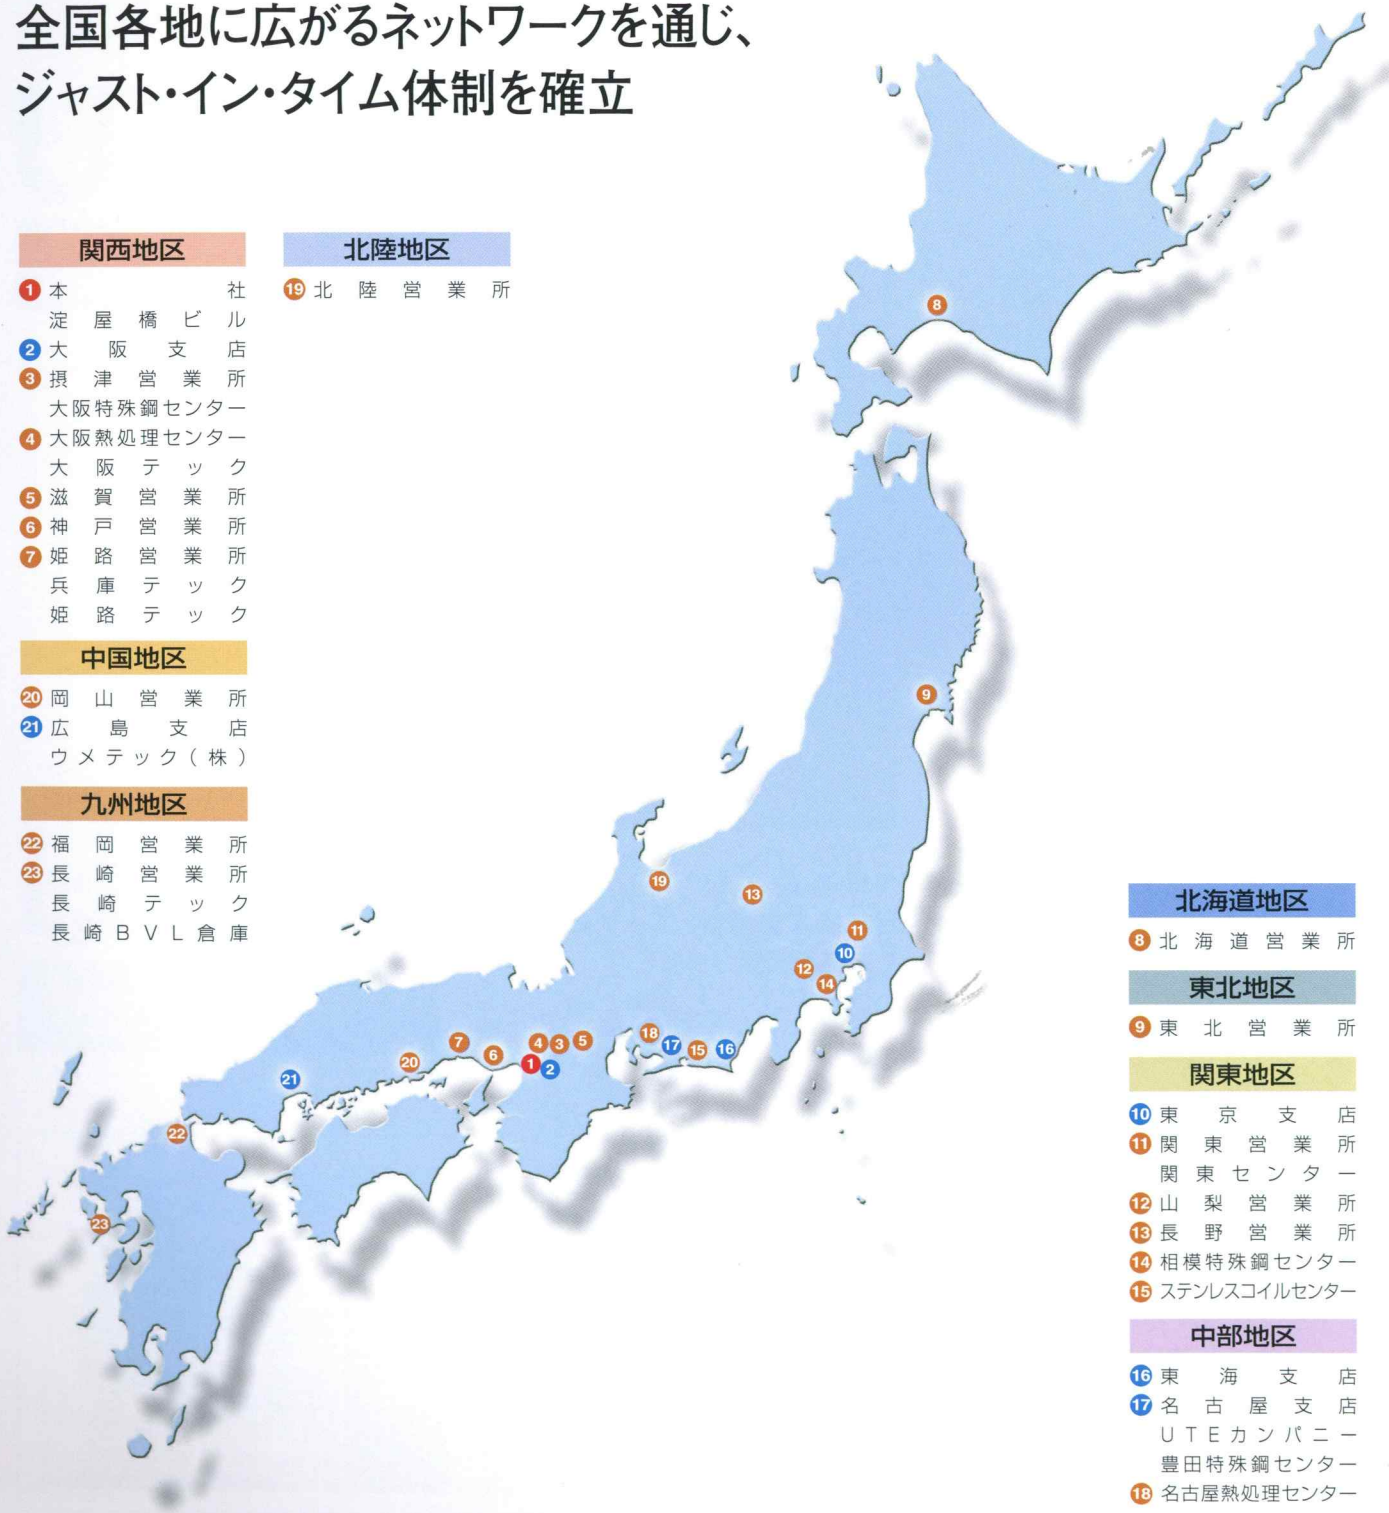 全国各地に広がるネットワークを通じ、
ジャスト・イン・タイム体制を確立
関西地区
1 本社
淀屋橋ビル
2 大阪支店
3 摂津営業所
大阪特殊鋼センター
4 大阪熱処理センター
大阪テック
5 滋賀営業所
6 神戸営業所
7 姫路営業所
兵庫テック
姫路テック
中国地区
20 岡山営業所
21 広島支店
ウメテック(株)
九州地区
22 福岡営業所
23 長崎営業所
長崎テック
長崎BVL倉庫
北陸地区
19 北陸営業所
8
9
19
13
11
10
12
14
18
17
15
16
7
6
4
3
5
1
2
20
21
22
23
北海道地区
8 北海道営業所
東北地区
9 東北営業所
関東地区
10 東京支店
11 関東営業所
関東センター
12 山梨営業所
13 長野営業所
14 相模特殊鋼センター
15 ステンレスコイルセンター
中部地区
16 東海支店
17 名古屋支店
UTEカンパニー
豊田特殊鋼センター
18 名古屋熱処理センター